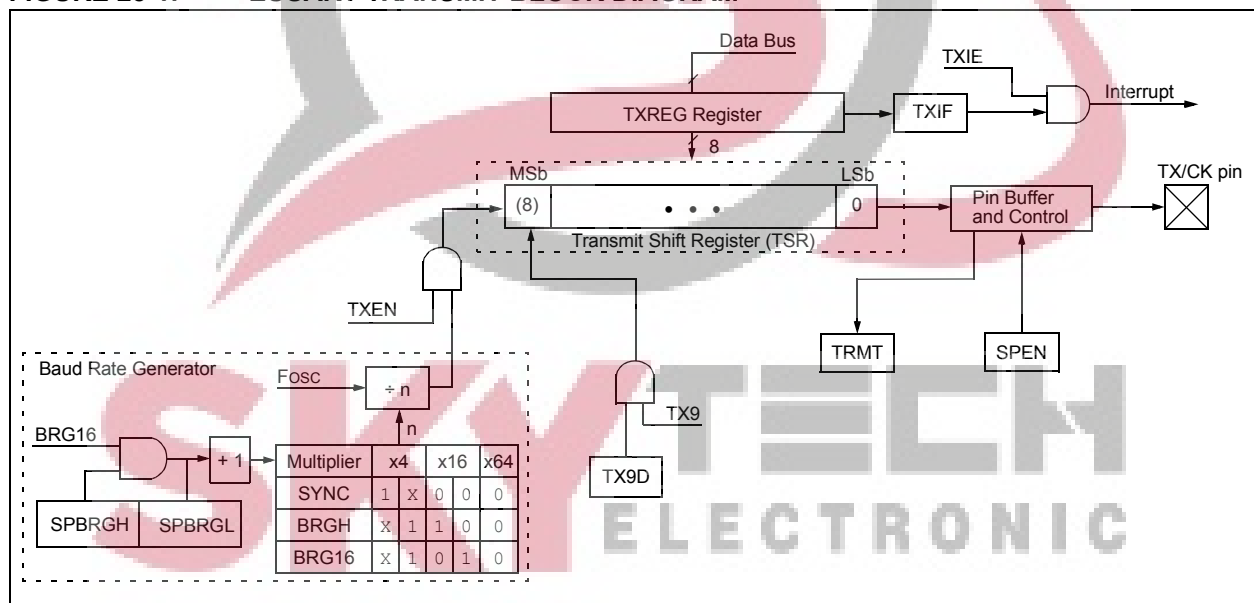 Data Bus
TXIE
Interrupt
TXREG Register
TXIF
8
MSb
LSb
TX/CK pin
(8)
• • •
0
Pin Buffer
and Control
Transmit Shift Register (TSR)
TXEN
TRMT
SPEN
Baud Rate Generator
FOSC
÷ n
n
TX9
BRG16
+ 1
Multiplier x4 x16 x64
SYNC 1 X 0 0 0
BRGH X 1 1 0 0
BRG16 X 1 0 1 0
SPBRGH SPBRGL
TX9D
SKYTECH
ELECTRONIC